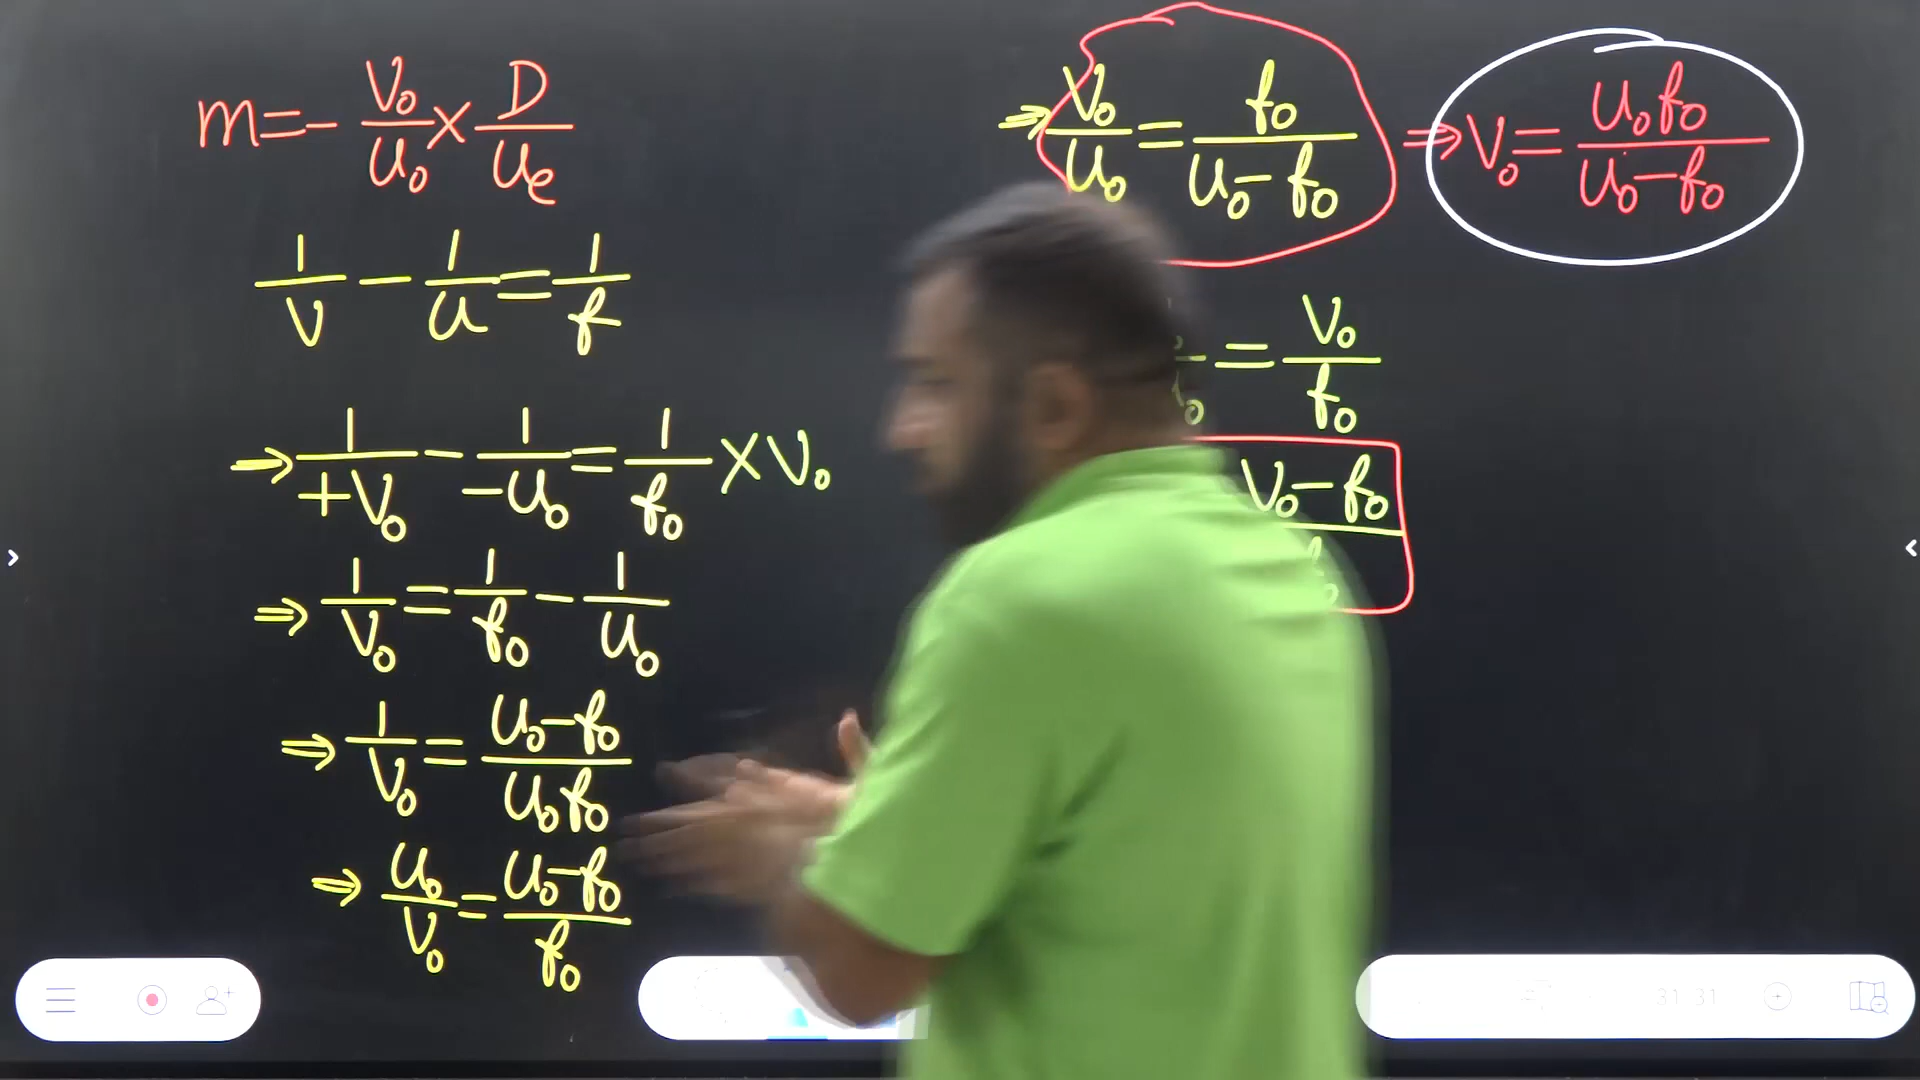 m = - V₀/U₀ × D/Uₑ
1/V - 1/U = 1/f
⇒ 1/+V₀ - 1/-U₀ = 1/f₀ × V₀
⇒ 1/V₀ = 1/f₀ - 1/U₀
⇒ 1/V₀ = U₀-f₀/U₀f₀
⇒ U₀/V₀ = U₀-f₀/f₀
⇒ V₀/U₀ = f₀/U₀-f₀ ⇒ V₀ = U₀f₀/U₀-f₀
= V₀/f₀
V₀-f₀
31 31